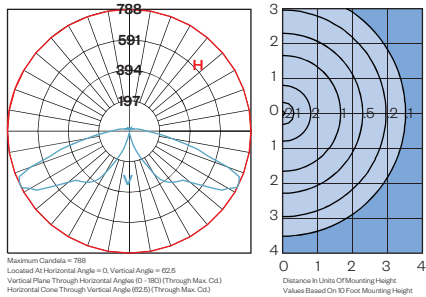 788
591
394
197
H
V
3
2
1
0
1
2
3
4
2 1 .2 .1 .5 .2 .1
0 1 2 3 4
Maximum Candela = 788
Located At Horizontal Angle = 0, Vertical Angle = 62.5
Vertical Plane Through Horizontal Angles (0 - 180) (Through Max. Cd.)
Horizontal Cone Through Vertical Angle (62.5) (Through Max. Cd.)
Distance In Units Of Mounting Height
Values Based On 10 Foot Mounting Height